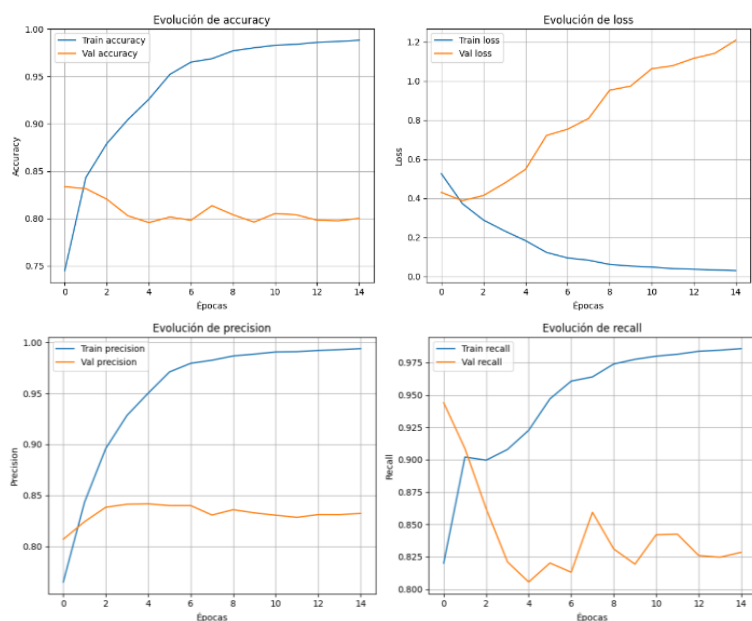 Evolución de accuracy
Train accuracy
Val accuracy
1.00
0.95
0.90
0.85
0.80
0.75
Accuracy
0 2 4 6 8 10 12 14
Épocas
Evolución de loss
Train loss
Val loss
1.2
1.0
0.8
0.6
0.4
0.2
0.0
Loss
0 2 4 6 8 10 12 14
Épocas
Evolución de precision
Train precision
Val precision
1.00
0.95
0.90
0.85
0.80
Precision
0 2 4 6 8 10 12 14
Épocas
Evolución de recall
Train recall
Val recall
0.975
0.950
0.925
0.900
0.875
0.850
0.825
0.800
Recall
0 2 4 6 8 10 12 14
Épocas